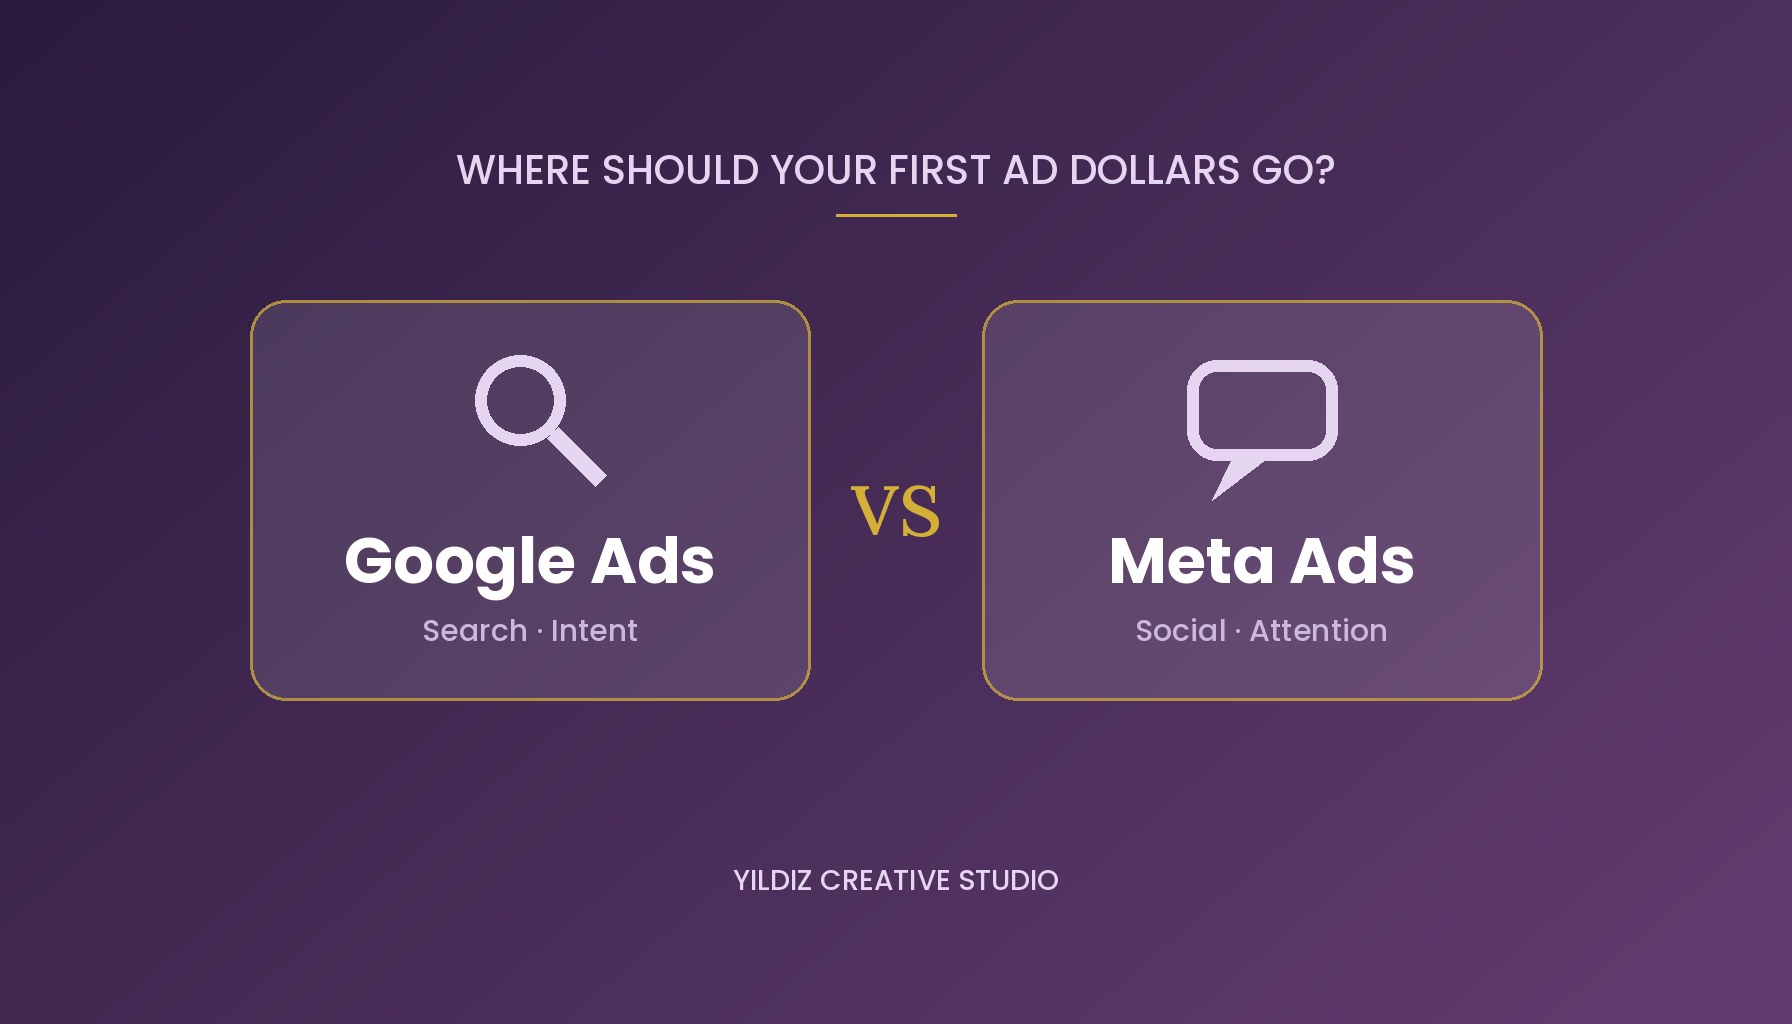 WHERE SHOULD YOUR FIRST AD DOLLARS GO?
Google Ads
Search · Intent
vs
Meta Ads
Social · Attention
YILDIZ CREATIVE STUDIO